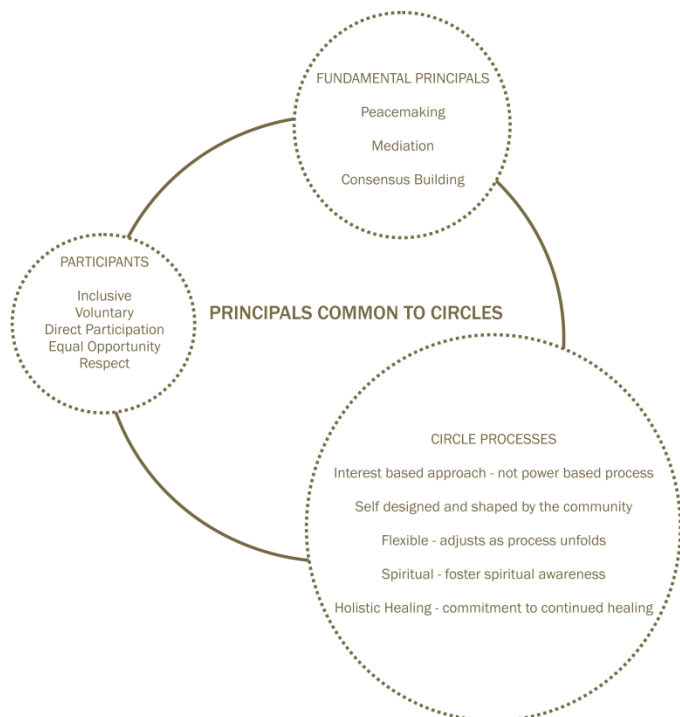 FUNDAMENTAL PRINCIPALS
Peacemaking
Mediation
Consensus Building
PARTICIPANTS
Inclusive
Voluntary
Direct Participation
Equal Opportunity
Respect
PRINCIPALS COMMON TO CIRCLES
CIRCLE PROCESSES
Interest based approach - not power based process
Self designed and shaped by the community
Flexible - adjusts as process unfolds
Spiritual - foster spiritual awareness
Holistic Healing - commitment to continued healing